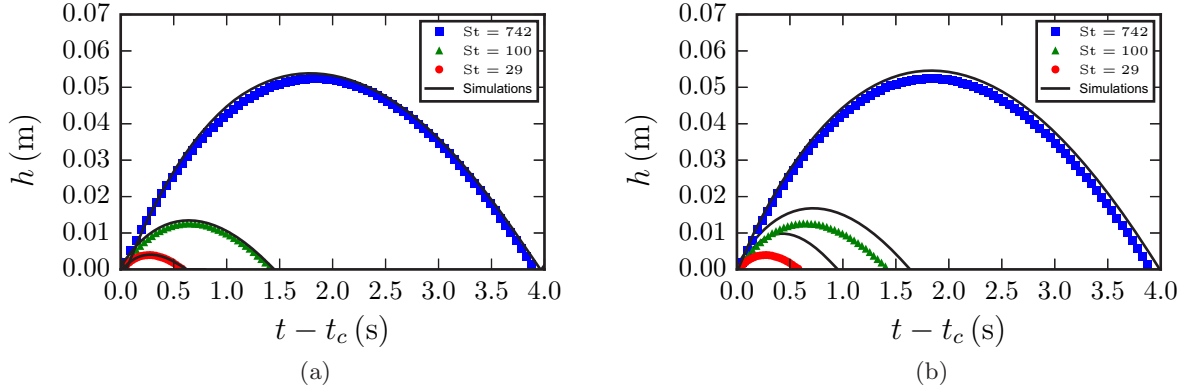 0.07
0.06
0.05
0.04
0.03
0.02
0.01
0.00
h (m)
0.0 0.5 1.0 1.5 2.0 2.5 3.0 3.5 4.0
t − t_c (s)
St = 742
St = 100
St = 29
Simulations
(a)
0.07
0.06
0.05
0.04
0.03
0.02
0.01
0.00
h (m)
0.0 0.5 1.0 1.5 2.0 2.5 3.0 3.5 4.0
t − t_c (s)
St = 742
St = 100
St = 29
Simulations
(b)